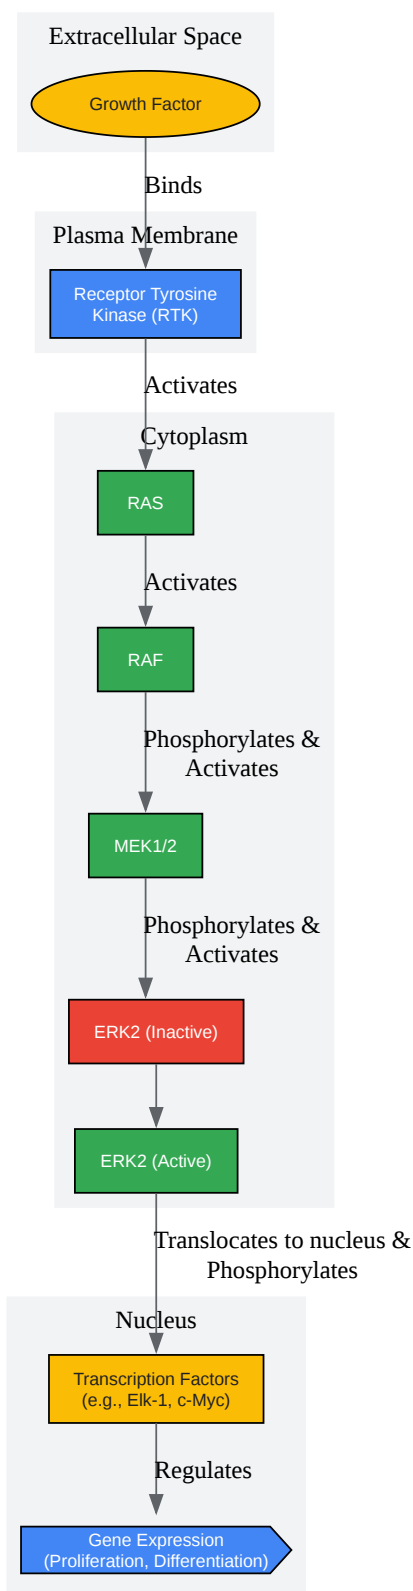 Extracellular Space
Growth Factor
Binds
Plasma Membrane
Receptor Tyrosine
Kinase (RTK)
Activates
Cytoplasm
RAS
Activates
RAF
Phosphorylates &
Activates
MEK1/2
Phosphorylates &
Activates
ERK2 (Inactive)
ERK2 (Active)
Translocates to nucleus &
Phosphorylates
Nucleus
Transcription Factors
(e.g., Elk-1, c-Myc)
Regulates
Gene Expression
(Proliferation, Differentiation)